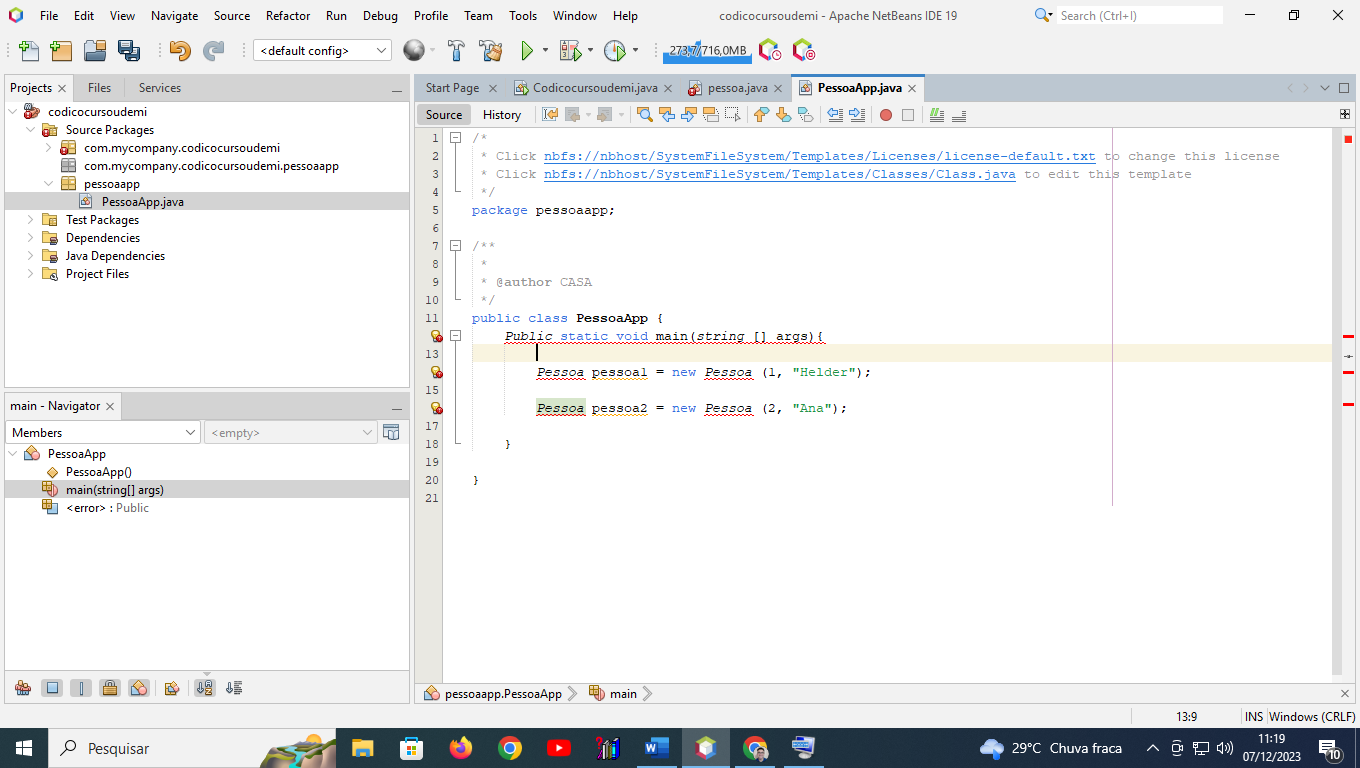 File Edit View Navigate Source Refactor Run Debug Profile Team Tools Window Help codicocursoudemi - Apache NetBeans IDE 19 Search (Ctrl+I)
<default config> 273,7/716,0MB
Projects Files Services
Start Page Codicocursoudemi.java pessoa.java PessoaApp.java
Source History
codicocursoudemi
Source Packages
com.mycompany.codicocursoudemi
com.mycompany.codicocursoudemi.pessoaapp
pessoaapp
PessoaApp.java
Test Packages
Dependencies
Java Dependencies
Project Files
main - Navigator
Members <empty>
PessoaApp
PessoaApp()
main(string[] args)
<error> : Public
1 /*
2 * Click nbfs://nbhost/SystemFileSystem/Templates/Licenses/license-default.txt to change this license
3 * Click nbfs://nbhost/SystemFileSystem/Templates/Classes/Class.java to edit this template
4 */
5 package pessoaapp;
6
7 /**
8 *
9 * @author CASA
10 */
11 public class PessoaApp {
Public static void main(string [] args){
13
Pessoa pessoa1 = new Pessoa (1, "Helder");
15
Pessoa pessoa2 = new Pessoa (2, "Ana");
17
18 }
19
20 }
21
pessoaapp.PessoaApp main
13:9 INS Windows (CRLF)
Pesquisar 29°C Chuva fraca 11:19
07/12/2023 10